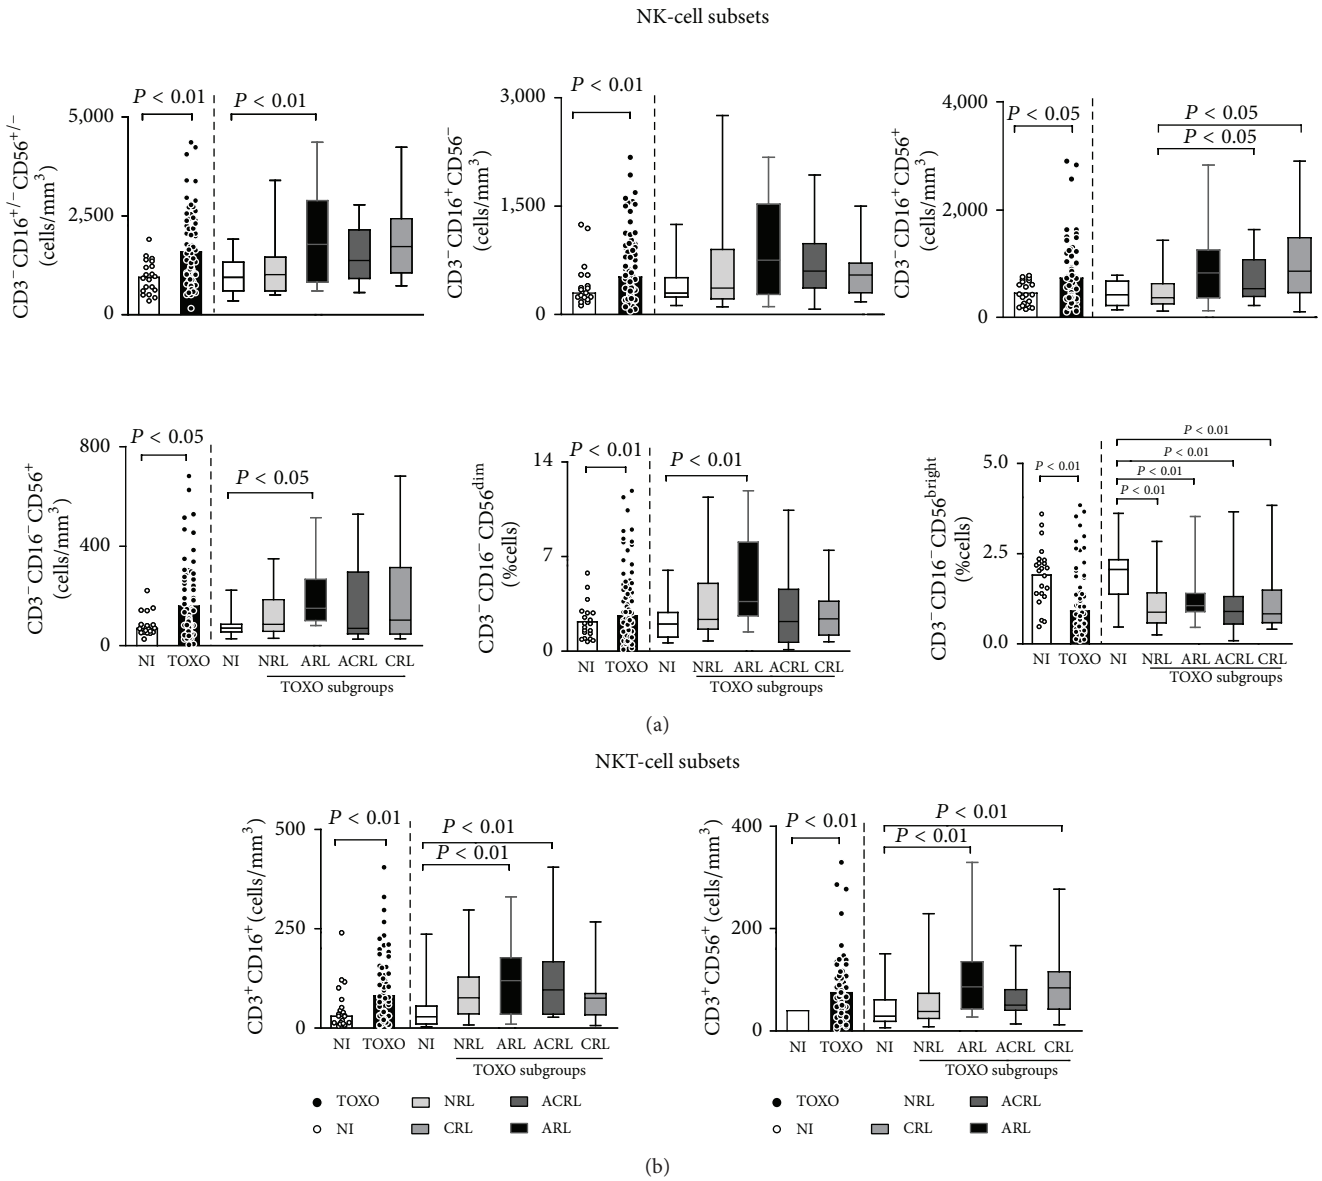 NK-cell subsets
CD3⁻ CD16⁺/⁻ CD56⁺/⁻
(cells/mm³)
5,000
2,500
0
P < 0.01
P < 0.01
CD3⁻ CD16⁺ CD56⁻
(cells/mm³)
3,000
1,500
0
P < 0.01
CD3⁻ CD16⁺ CD56⁺
(cells/mm³)
4,000
2,000
0
P < 0.05
P < 0.05
P < 0.05
CD3⁻ CD16⁻ CD56⁺
(cells/mm³)
800
400
0
P < 0.05
P < 0.05
NI TOXO NI NRL ARL ACRL CRL
TOXO subgroups
CD3⁻ CD16⁻ CD56ᵈⁱᵐ
(%cells)
14
7
0
P < 0.01
P < 0.01
NI TOXO NI NRL ARL ACRL CRL
TOXO subgroups
CD3⁻ CD16⁻ CD56ᵇʳⁱᵍʰᵗ
(%cells)
5.0
2.5
0.0
P < 0.01
P < 0.01
P < 0.01
P < 0.01
P < 0.01
NI TOXO NI NRL ARL ACRL CRL
TOXO subgroups
(a)
NKT-cell subsets
CD3⁺ CD16⁺ (cells/mm³)
500
250
0
P < 0.01
P < 0.01
P < 0.01
NI TOXO NI NRL ARL ACRL CRL
TOXO subgroups
TOXO NRL ACRL
NI CRL ARL
CD3⁺ CD56⁺ (cells/mm³)
400
200
0
P < 0.01
P < 0.01
P < 0.01
NI TOXO NI NRL ARL ACRL CRL
TOXO subgroups
TOXO NRL ACRL
NI CRL ARL
(b)